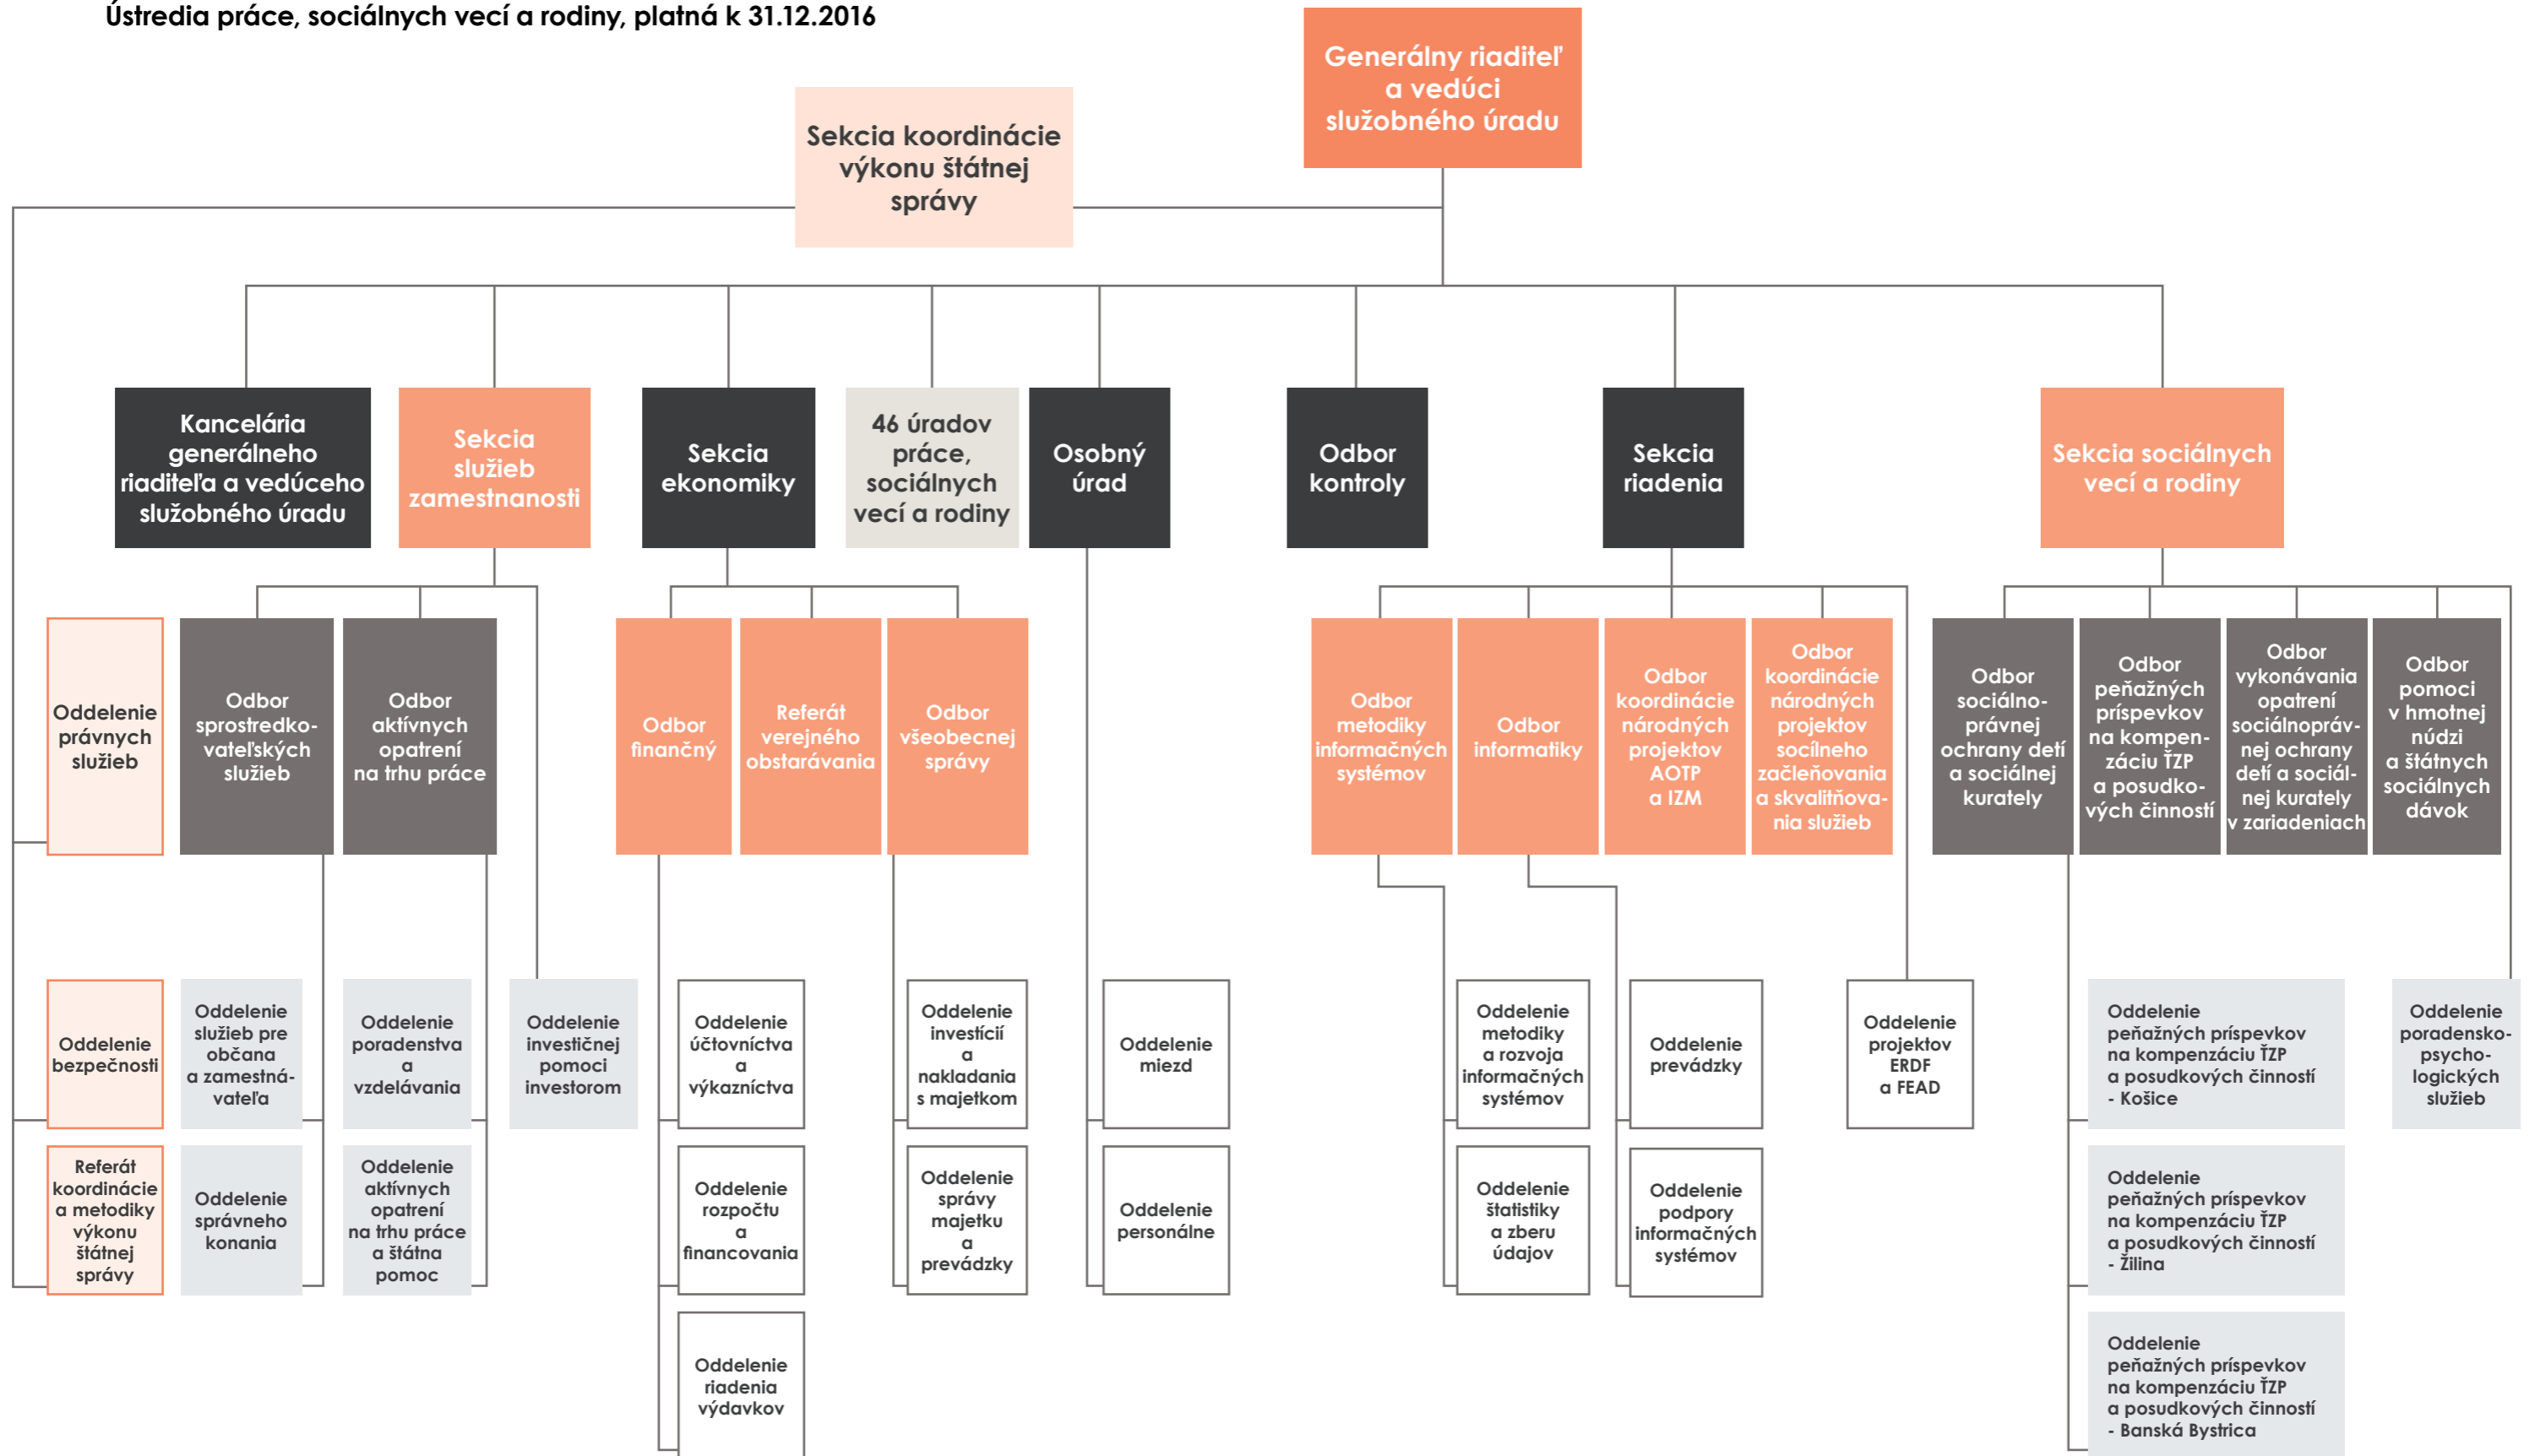 Ústredia práce, sociálnych vecí a rodiny, platná k 31.12.2016
Generálny riaditeľ
a vedúci
služobného úradu
Sekcia koordinácie
výkonu štátnej
správy
Kancelária
generálneho
riaditeľa a vedúceho
služobného úradu
Sekcia
služieb
zamestnanosti
Sekcia
ekonomiky
46 úradov
práce,
sociálnych
vecí a rodiny
Osobný
úrad
Odbor
kontroly
Sekcia
riadenia
Sekcia sociálnych
vecí a rodiny
Oddelenie
právnych
služieb
Odbor
sprostredko-
vateľských
služieb
Odbor
aktívnych
opatrení
na trhu práce
Odbor
finančný
Referát
verejného
obstarávania
Odbor
všeobecnej
správy
Odbor
metodiky
informačných
systémov
Odbor
informatiky
Odbor
koordinácie
národných
projektov
AOTP
a IZM
Odbor
koordinácie
národných
projektov
socílneho
začleňovania
a skvalitňova-
nia služieb
Odbor
sociálno-
právnej
ochrany detí
a sociálnej
kurately
Odbor
peňažných
príspevkov
na kompen-
záciu ŤZP
a posudko-
vých činností
Odbor
vykonávania
opatrení
sociálnopráv-
nej ochrany
detí a sociál-
nej kurately
v zariadeniach
Odbor
pomoci
v hmotnej
núdzi
a štátnych
sociálnych
dávok
Oddelenie
bezpečnosti
Oddelenie
služieb pre
občana
a zamestná-
vateľa
Oddelenie
poradenstva
a
vzdelávania
Oddelenie
investičnej
pomoci
investorom
Oddelenie
účtovníctva
a
výkazníctva
Oddelenie
investícií
a
nakladania
s majetkom
Oddelenie
miezd
Oddelenie
metodiky
a rozvoja
informačných
systémov
Oddelenie
prevádzky
Oddelenie
projektov
ERDF
a FEAD
Oddelenie
peňažných príspevkov
na kompenzáciu ŤZP
a posudkových činností
- Košice
Oddelenie
poradensko-
psycho-
logických
služieb
Referát
koordinácie
a metodiky
výkonu
štátnej
správy
Oddelenie
správneho
konania
Oddelenie
aktívnych
opatrení
na trhu práce
a štátna
pomoc
Oddelenie
rozpočtu
a
financovania
Oddelenie
správy
majetku
a
prevádzky
Oddelenie
personálne
Oddelenie
štatistiky
a zberu
údajov
Oddelenie
podpory
informačných
systémov
Oddelenie
peňažných príspevkov
na kompenzáciu ŤZP
a posudkových činností
- Žilina
Oddelenie
riadenia
výdavkov
Oddelenie
peňažných príspevkov
na kompenzáciu ŤZP
a posudkových činností
- Banská Bystrica